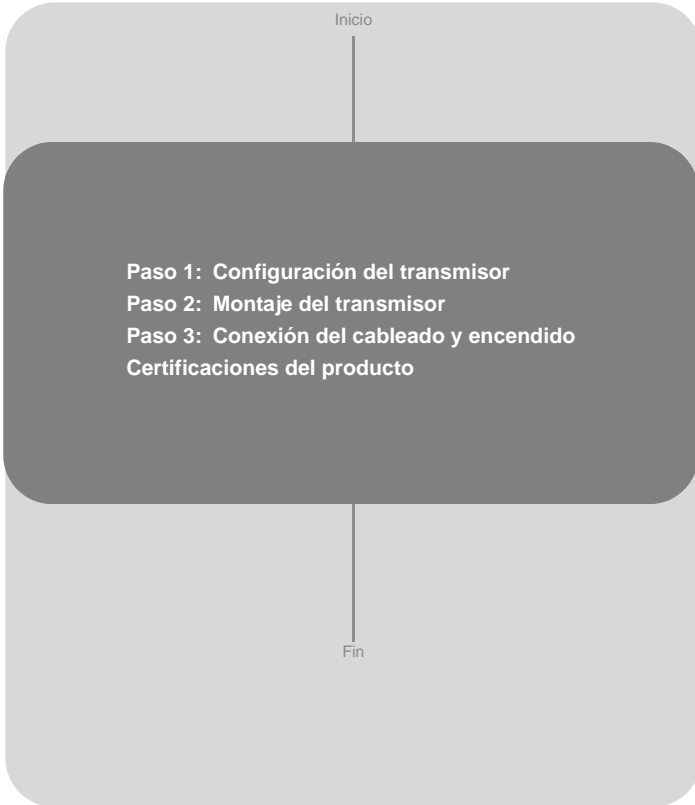 Inicio
Paso 1: Configuración del transmisor
Paso 2: Montaje del transmisor
Paso 3: Conexión del cableado y encendido
Certificaciones del producto
Fin